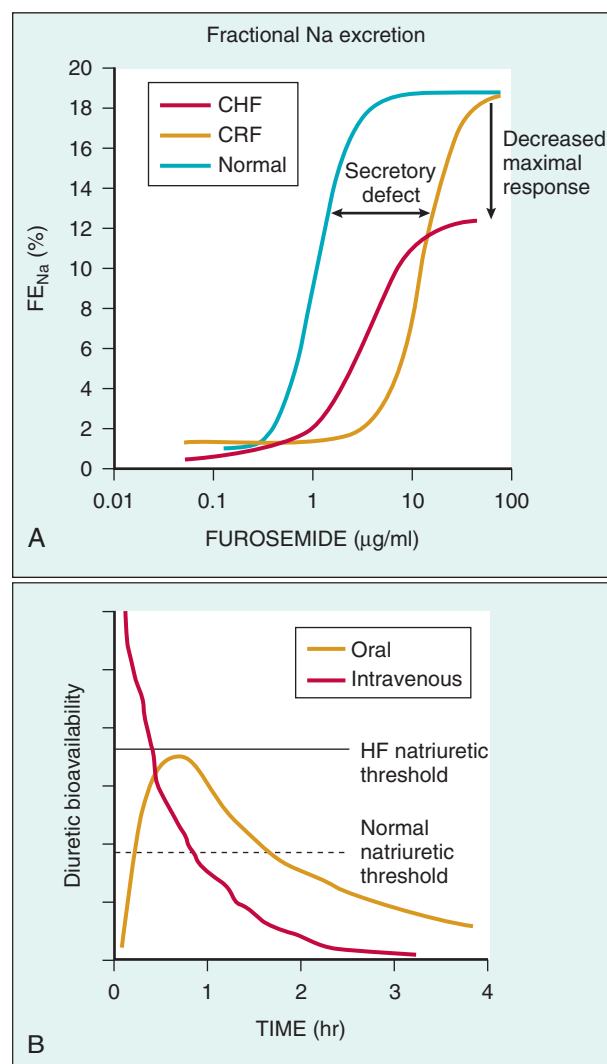 Fractional Na excretion
20
18
16
14
12
10
8
6
4
2
0
FENa (%)
CHF
CRF
Normal
Secretory
defect
Decreased
maximal
response
0.01
0.1
1
10
100
FUROSEMIDE (μg/ml)
A
Diuretic bioavailability
Oral
Intravenous
HF natriuretic
threshold
Normal
natriuretic
threshold
0
1
2
3
4
TIME (hr)
B